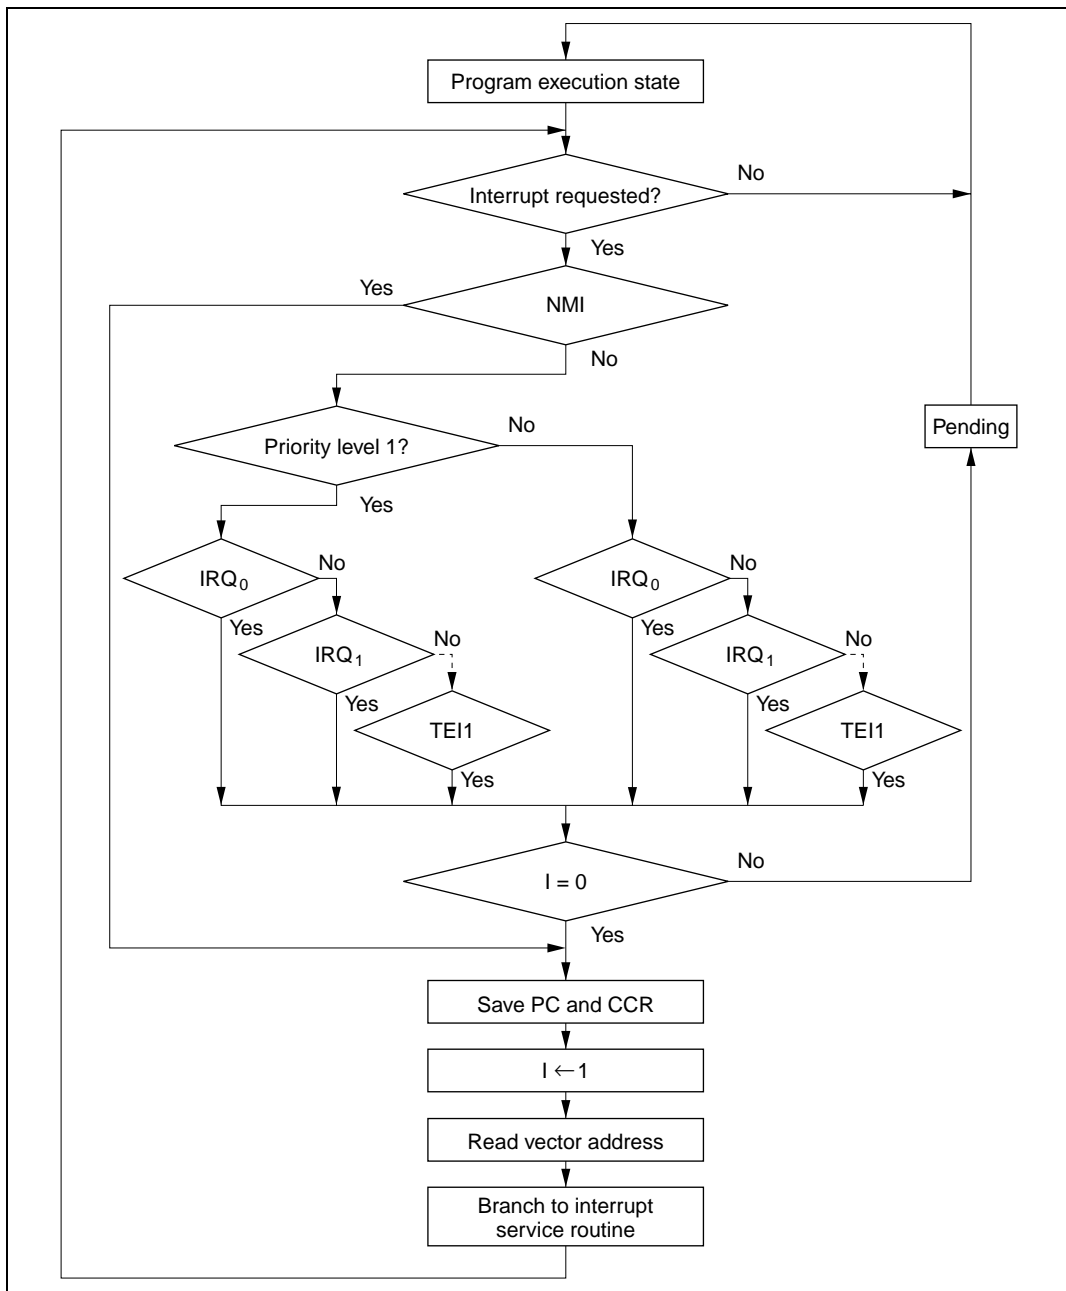 Program execution state
No
Interrupt requested?
Yes
Yes
NMI
No
Priority level 1?
No
Pending
Yes
IRQ0
No
Yes
IRQ1
No
Yes
TEI1
Yes
IRQ0
No
Yes
IRQ1
No
Yes
TEI1
Yes
I = 0
No
Yes
Save PC and CCR
I ← 1
Read vector address
Branch to interrupt
service routine